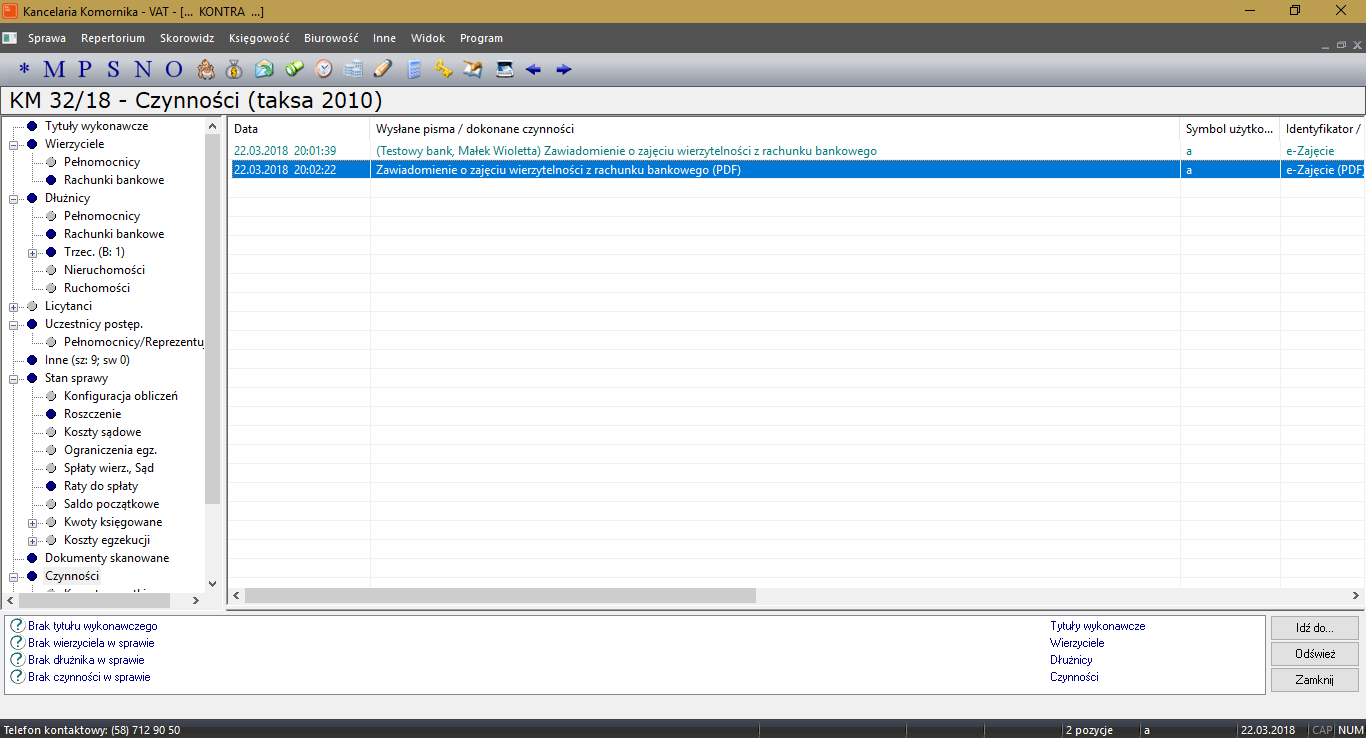 Kancelaria Komornika - VAT - [... KONTRA ...]
Sprawa Repertorium Skorowidz Księgowość Biurowość Inne Widok Program
* M P S N O
KM 32/18 - Czynności (taksa 2010)
Tytuły wykonawcze
Wierzyciele
Pełnomocnicy
Rachunki bankowe
Dłużnicy
Pełnomocnicy
Rachunki bankowe
Trzec. (B: 1)
Nieruchomości
Ruchomości
Licytanci
Uczestnicy postęp.
Pełnomocnicy/Reprezentuj
Inne (sz: 9; sw 0)
Stan sprawy
Konfiguracja obliczeń
Roszczenie
Koszty sądowe
Ograniczenia egz.
Spłaty wierz., Sąd
Raty do spłaty
Saldo początkowe
Kwoty księgowane
Koszty egzekucji
Dokumenty skanowane
Czynności
Data Wysłane pisma / dokonane czynności Symbol użytko... Identyfikator /
22.03.2018 20:01:39 (Testowy bank, Małek Wioletta) Zawiadomienie o zajęciu wierzytelności z rachunku bankowego a e-Zajęcie
22.03.2018 20:02:22 Zawiadomienie o zajęciu wierzytelności z rachunku bankowego (PDF) a e-Zajęcie (PDF)
Brak tytułu wykonawczego Tytuły wykonawcze
Brak wierzyciela w sprawie Wierzyciele
Brak dłużnika w sprawie Dłużnicy
Brak czynności w sprawie Czynności
Idź do...
Odśwież
Zamknij
Telefon kontaktowy: (58) 712 90 50 2 pozycje a 22.03.2018 CAP NUM